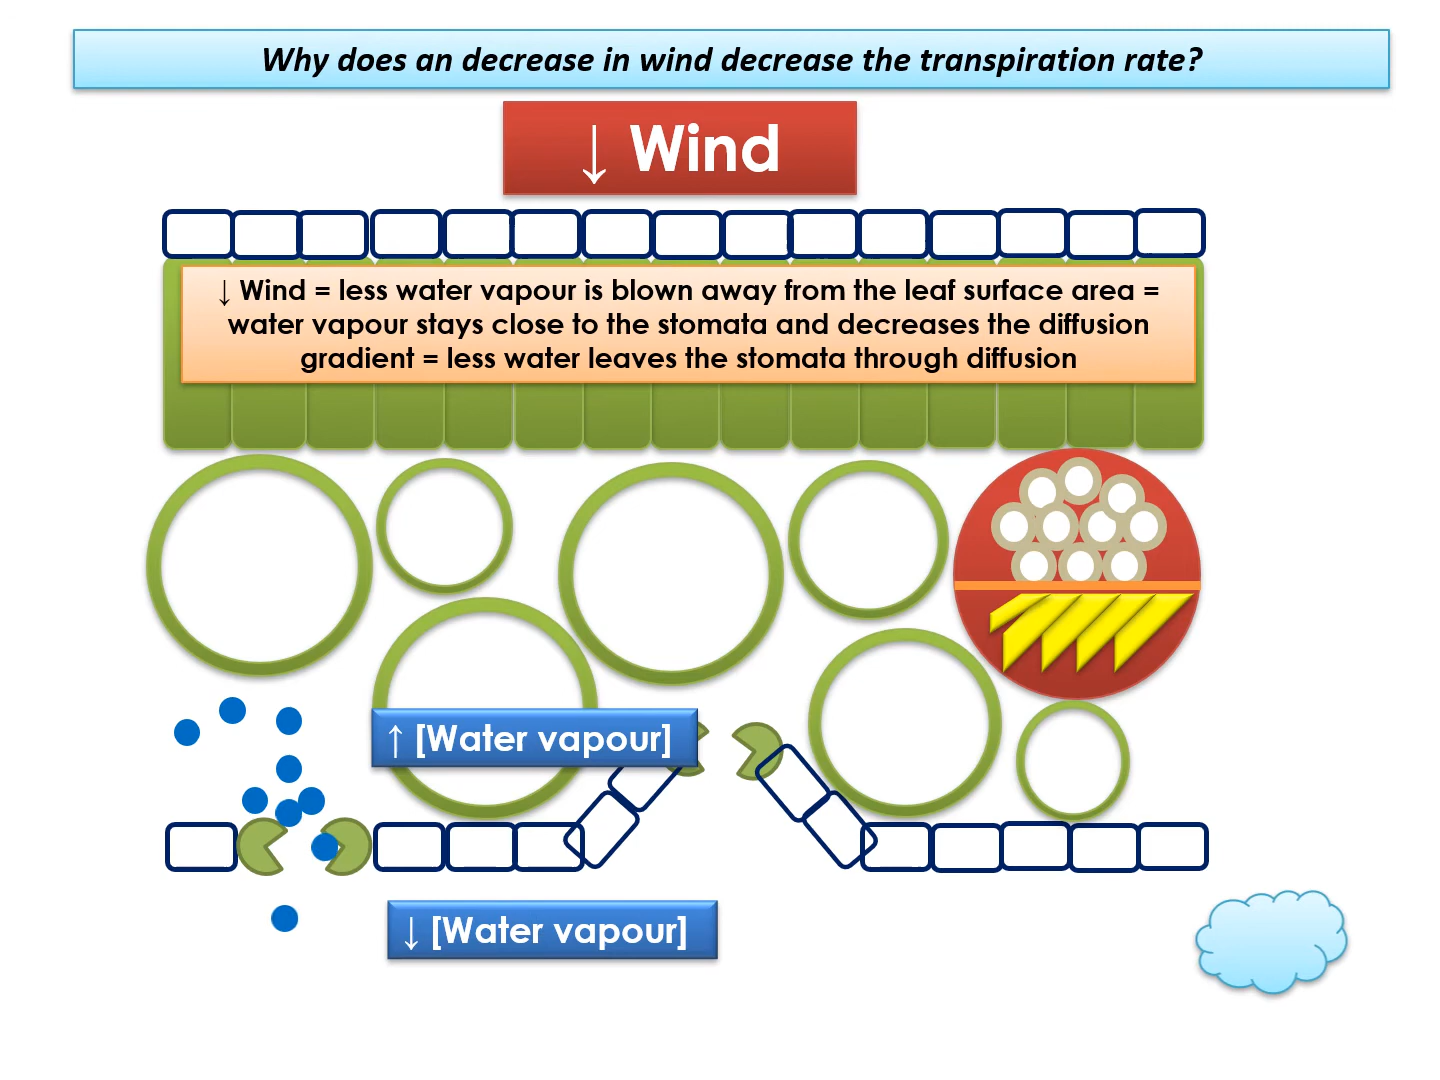 Why does an decrease in wind decrease the transpiration rate?
↓ Wind
↓ Wind = less water vapour is blown away from the leaf surface area =
water vapour stays close to the stomata and decreases the diffusion
gradient = less water leaves the stomata through diffusion
↑ [Water vapour]
↓ [Water vapour]